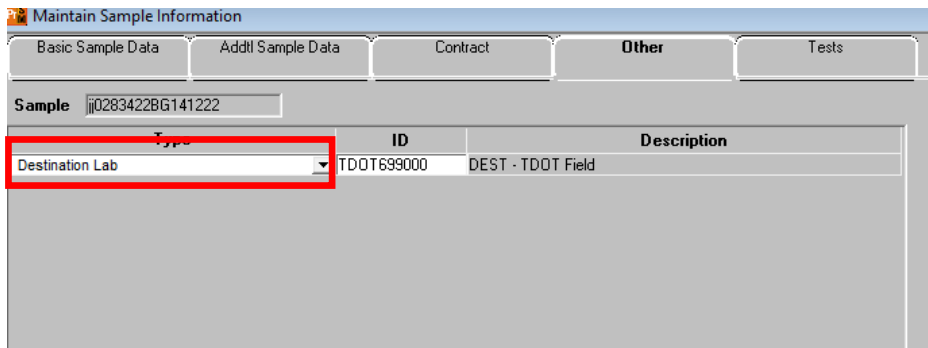 Maintain Sample Information
Basic Sample Data Addtl Sample Data Contract Other Tests
Sample jj0283422BG141222
Type ID Description
Destination Lab TDOT699000 DEST - TDOT Field